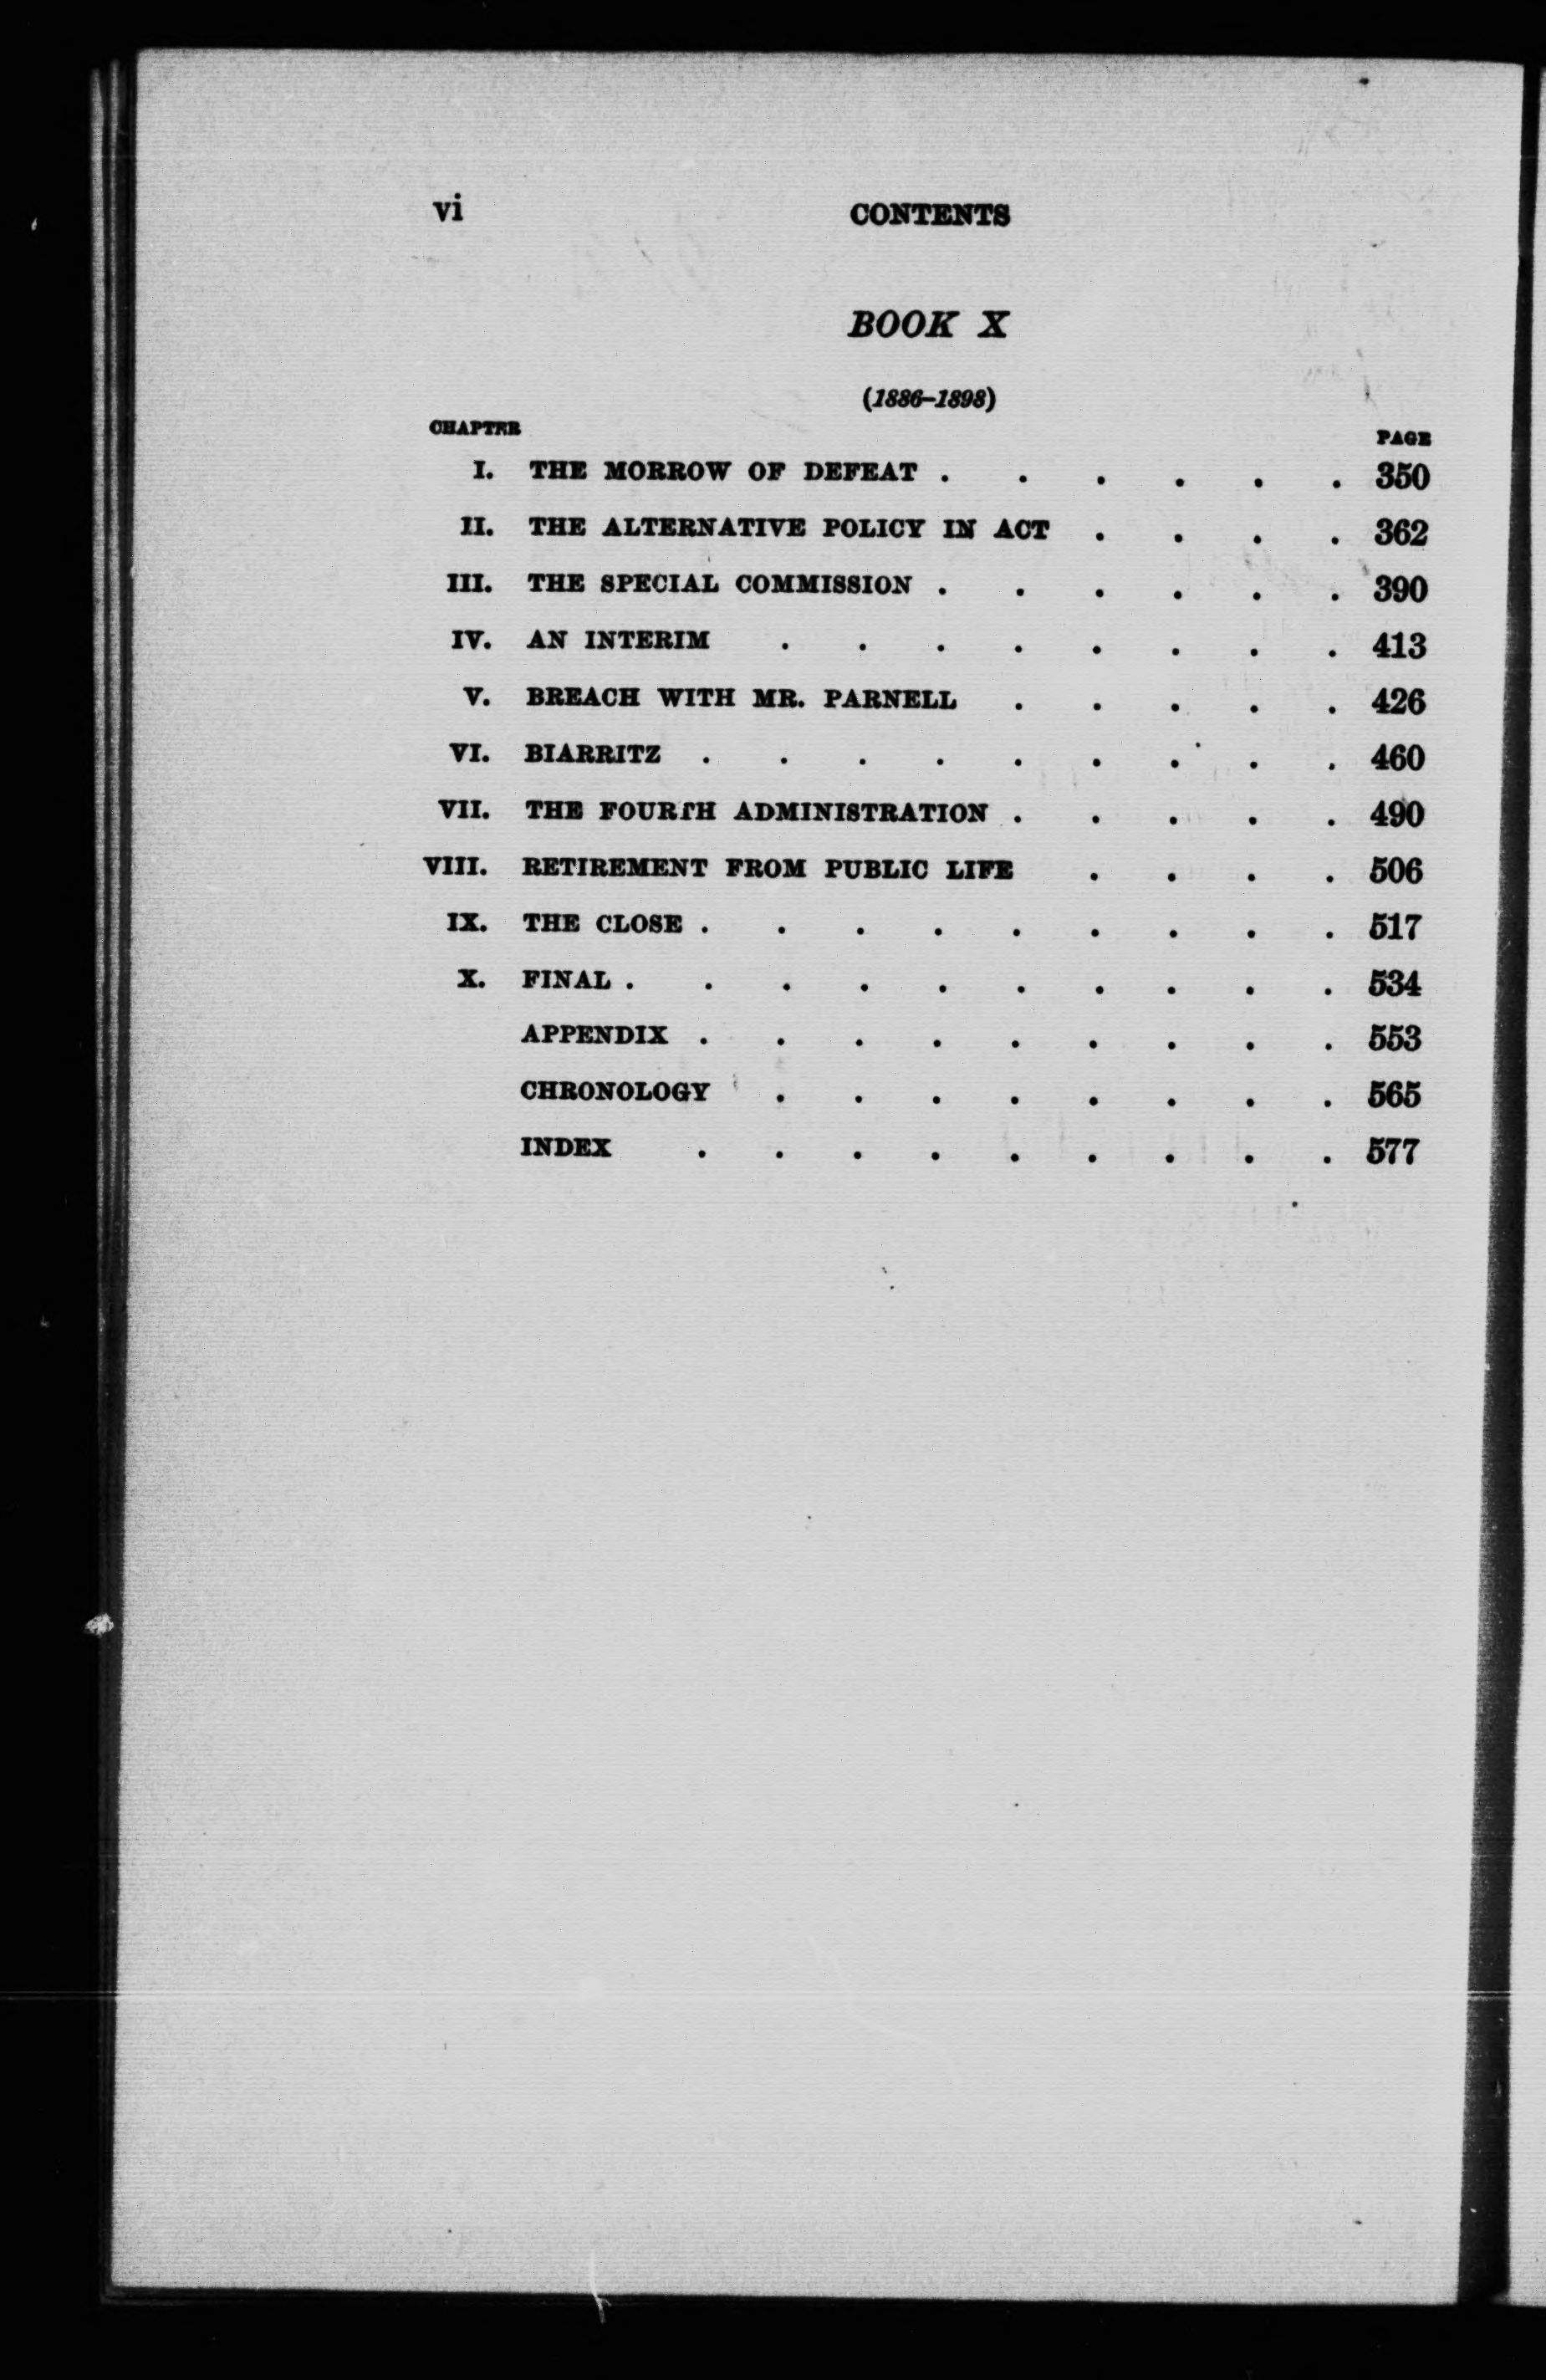 vi CONTENTS
BOOK X
(1886–1898)
CHAPTER PAGE
I. THE MORROW OF DEFEAT . . . . . . 350
II. THE ALTERNATIVE POLICY IN ACT . . . . 362
III. THE SPECIAL COMMISSION . . . . . . 390
IV. AN INTERIM . . . . . . . . 413
V. BREACH WITH MR. PARNELL . . . . . 426
VI. BIARRITZ . . . . . . . . . 460
VII. THE FOURTH ADMINISTRATION . . . . . 490
VIII. RETIREMENT FROM PUBLIC LIFE . . . . 506
IX. THE CLOSE . . . . . . . . . 517
X. FINAL . . . . . . . . . . 534
APPENDIX . . . . . . . . . 553
CHRONOLOGY . . . . . . . . 565
INDEX . . . . . . . . . 577